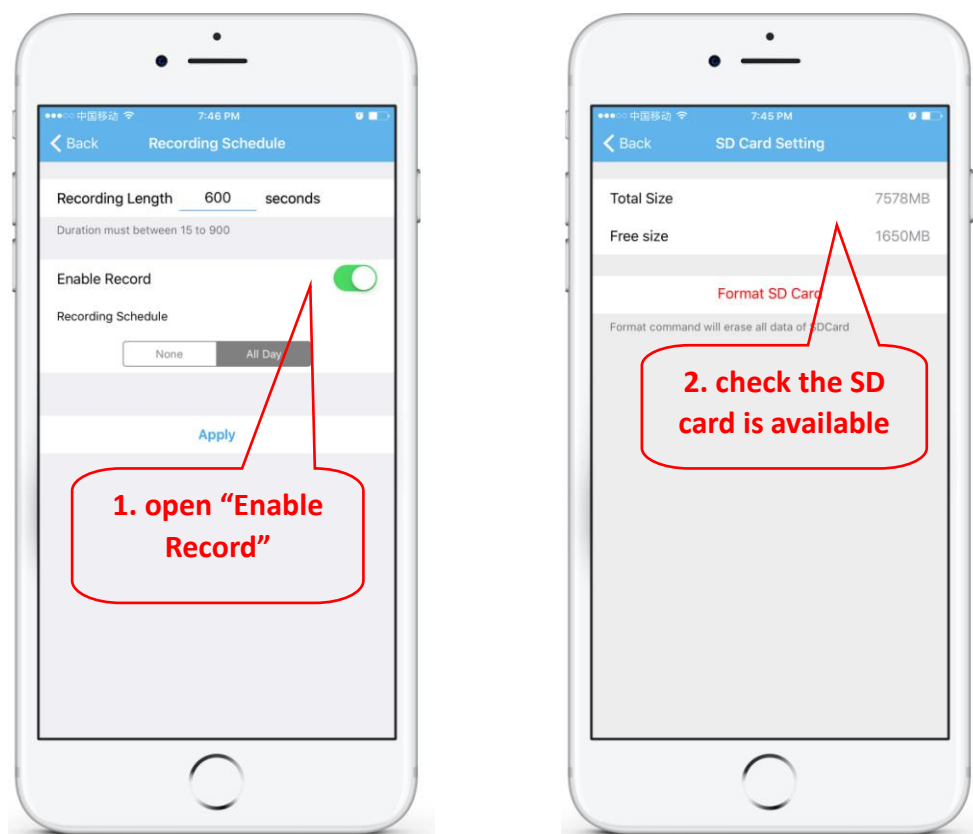 中国移动 7:46 PM
Back Recording Schedule
Recording Length 600 seconds
Duration must between 15 to 900
Enable Record
Recording Schedule
None All Day
Apply
1. open “Enable
Record”
中国移动 7:45 PM
Back SD Card Setting
Total Size 7578MB
Free size 1650MB
Format SD Card
Format command will erase all data of SDCard
2. check the SD
card is available